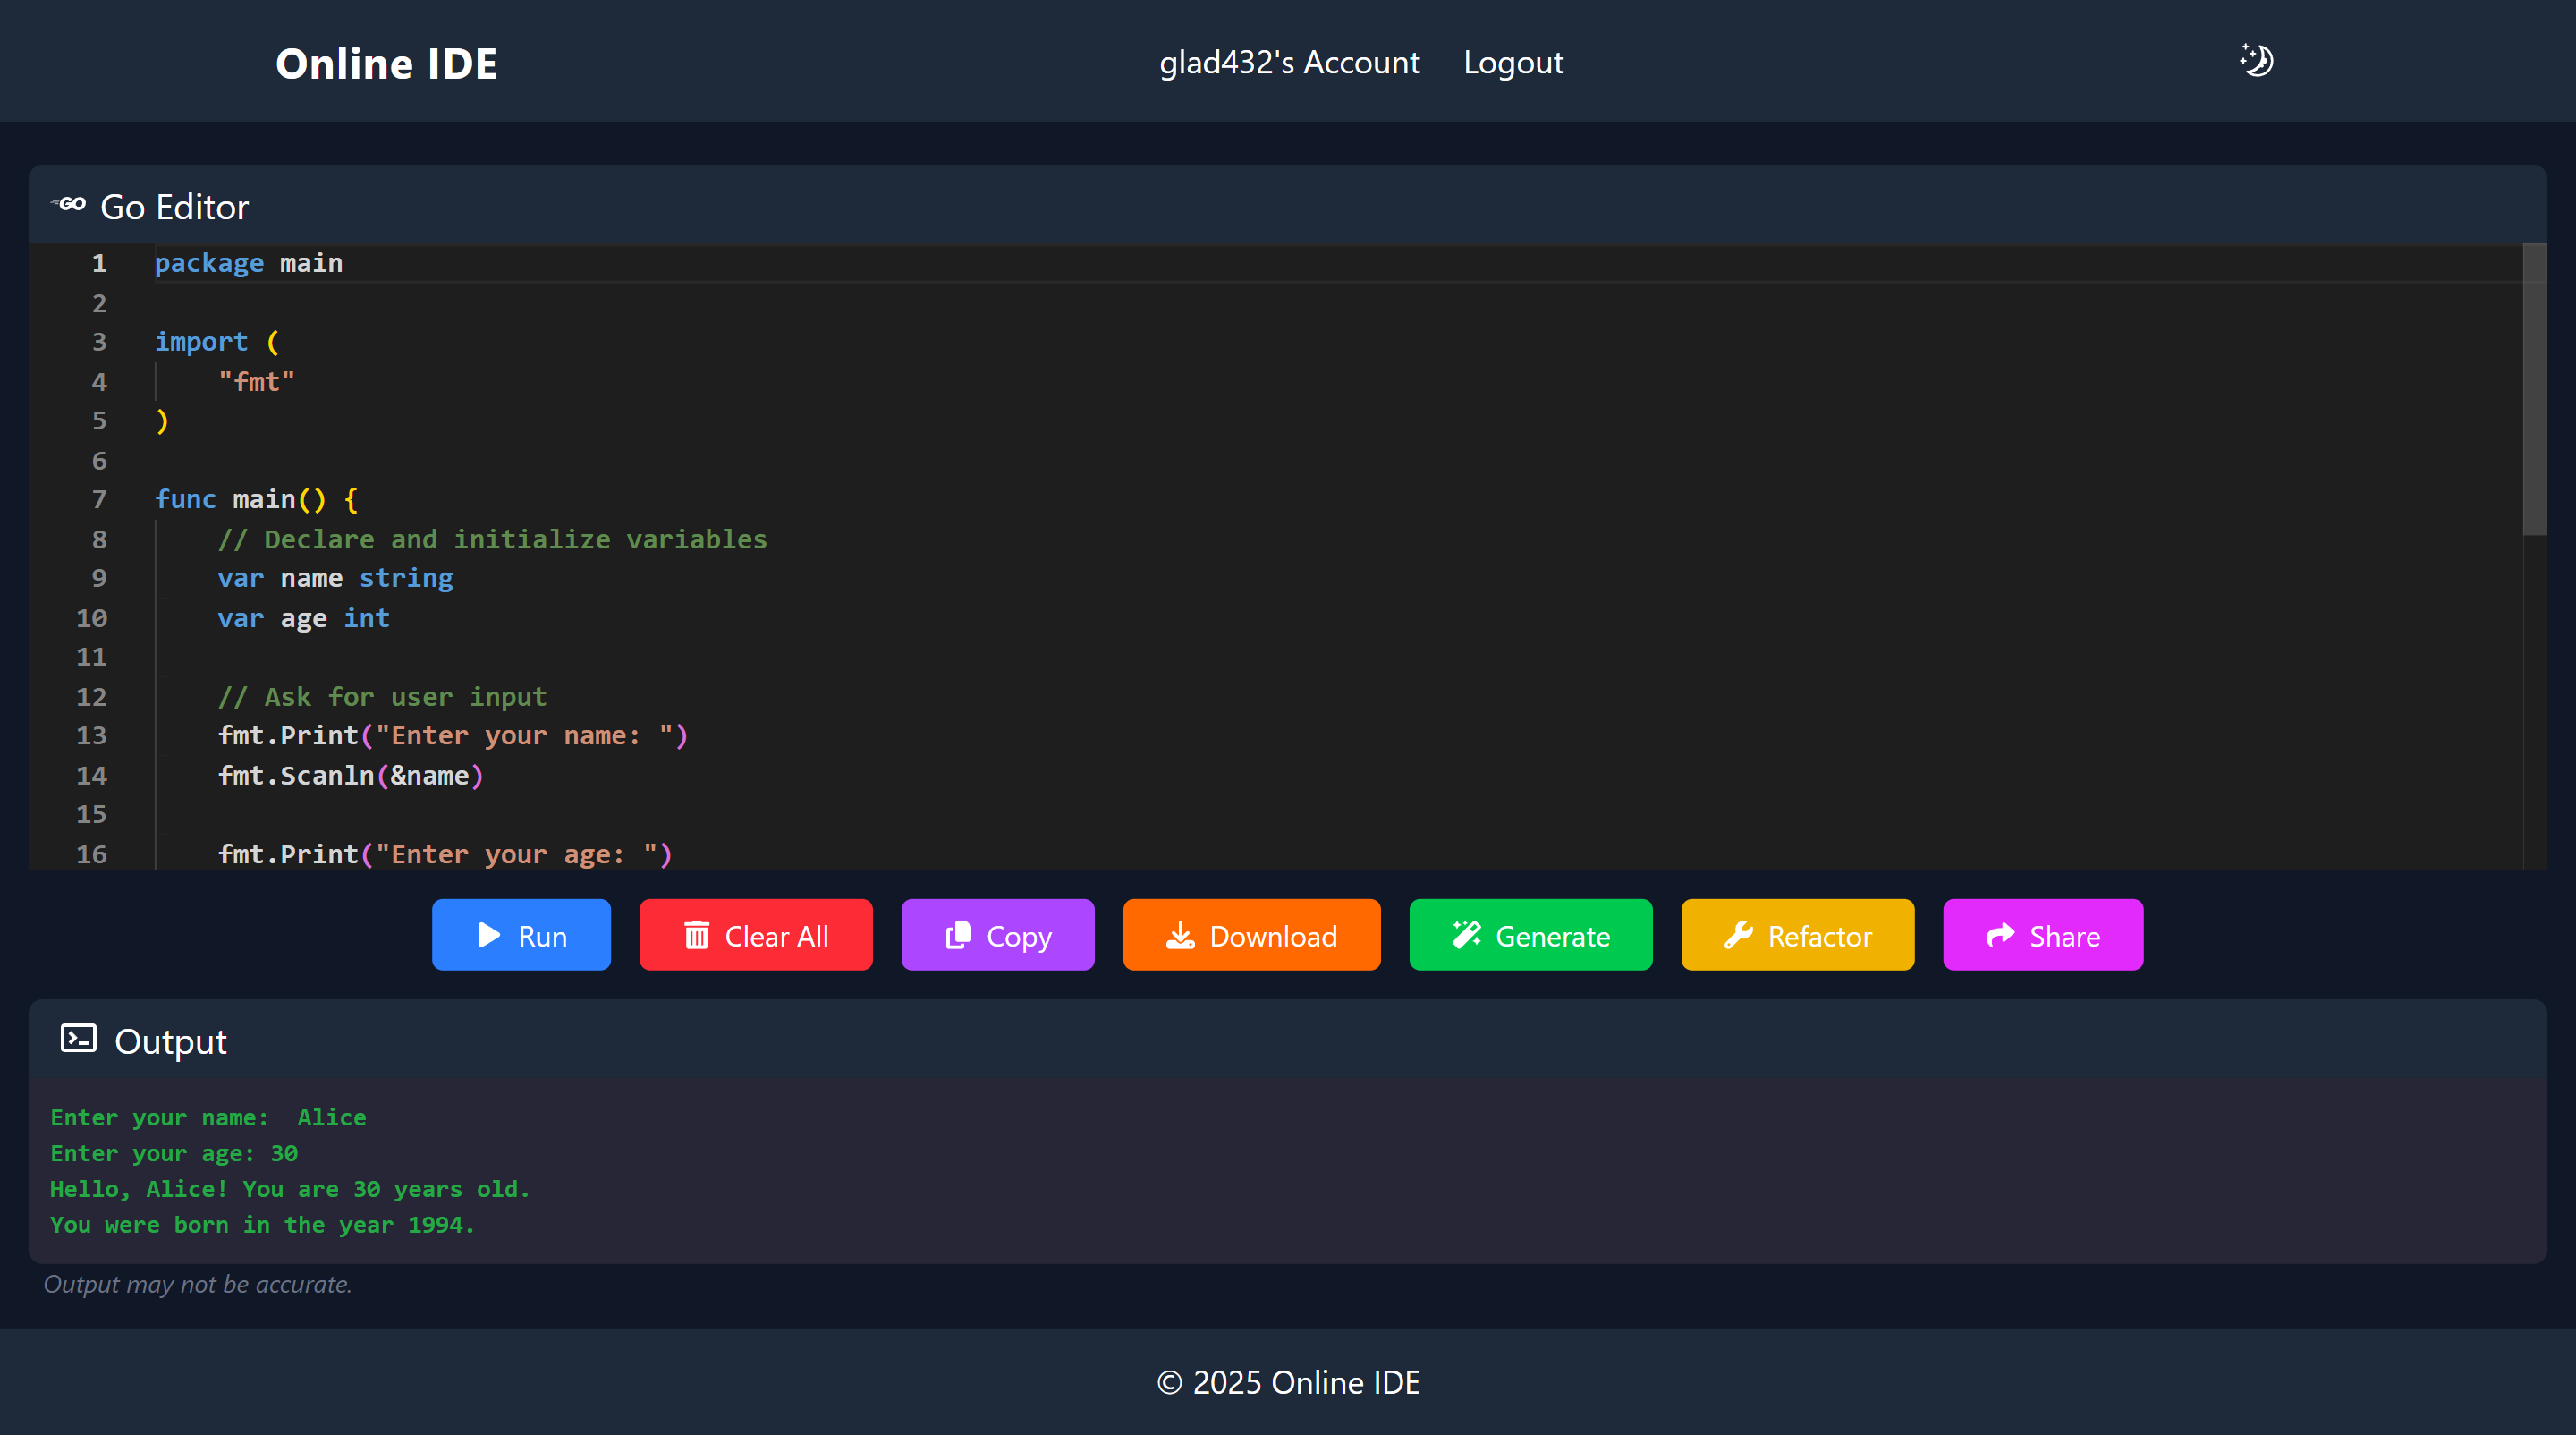 Online IDE
glad432's Account Logout
GO Go Editor
1 package main
2
3 import (
4     "fmt"
5 )
6
7 func main() {
8     // Declare and initialize variables
9     var name string
10     var age int
11
12     // Ask for user input
13     fmt.Print("Enter your name: ")
14     fmt.Scanln(&name)
15
16     fmt.Print("Enter your age: ")
Run Clear All Copy Download Generate Refactor Share
Output
Enter your name:  Alice
Enter your age: 30
Hello, Alice! You are 30 years old.
You were born in the year 1994.
Output may not be accurate.
© 2025 Online IDE